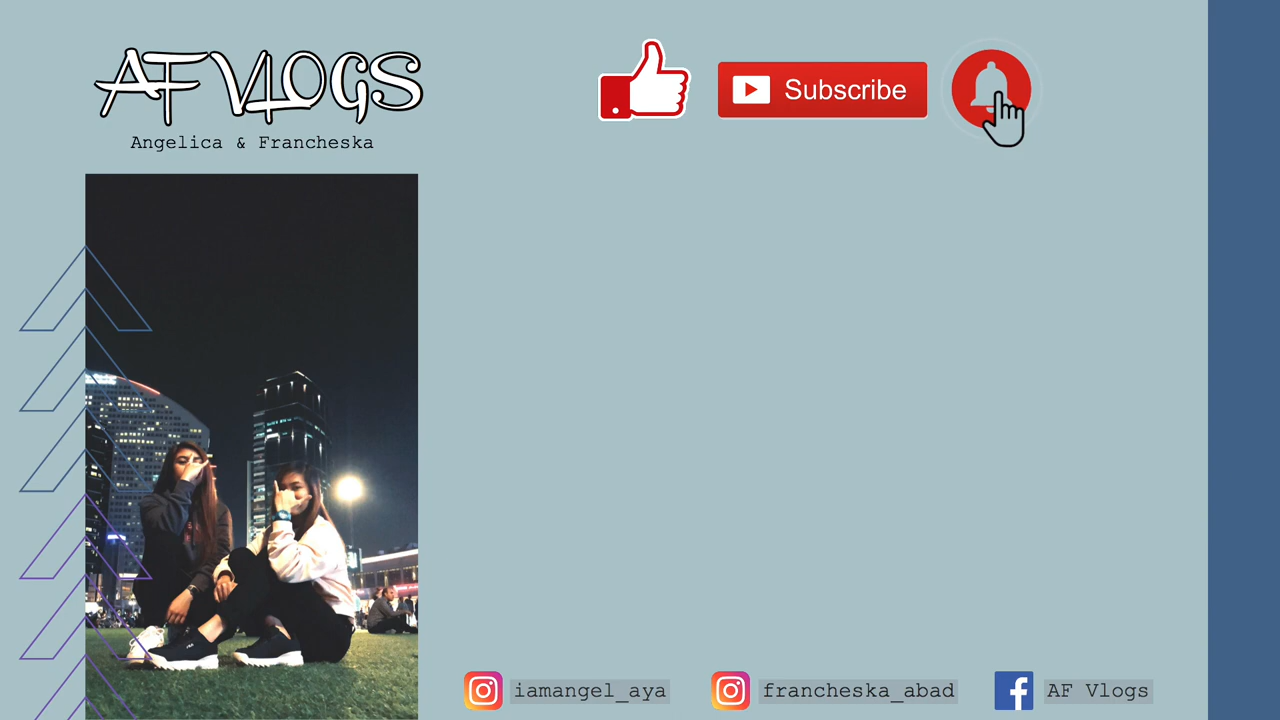 AF VLOGS
Angelica & Francheska
Subscribe
iamangel_aya
francheska_abad
AF Vlogs